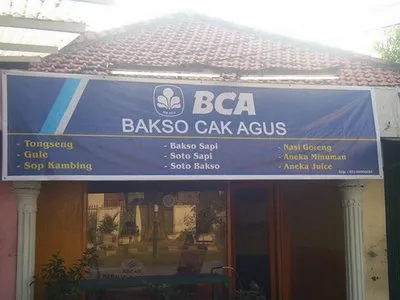 BCA
BAKSO CAK AGUS
- Tongseng
- Gule
- Sop Kambing
- Bakso Sapi
- Soto Sapi
- Soto Bakso
- Nasi Goreng
- Aneka Minuman
- Aneka Juice